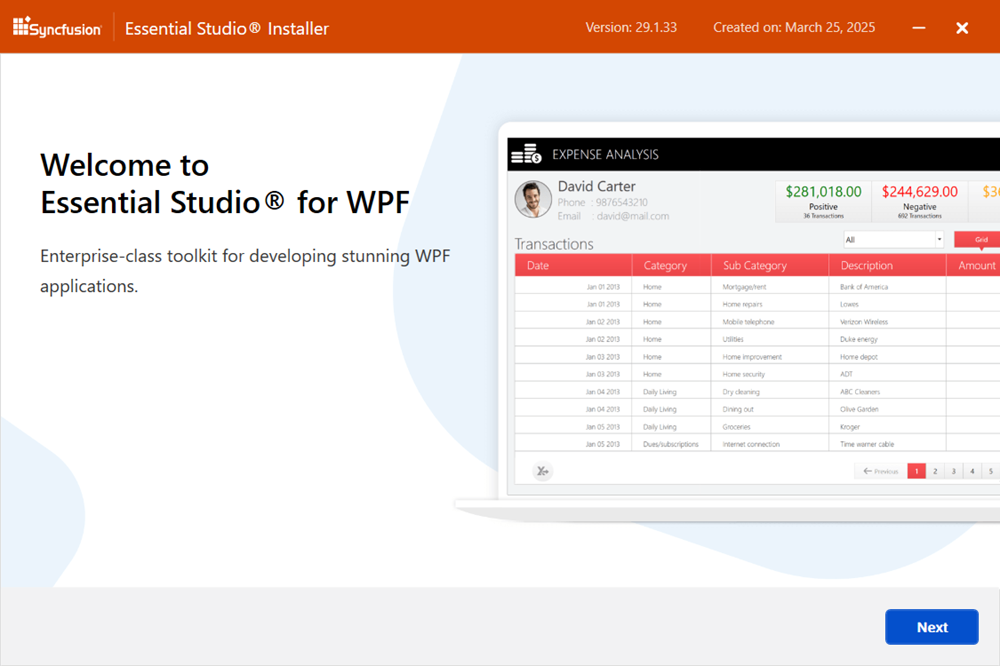 Syncfusion Essential Studio® Installer Version: 29.1.33 Created on: March 25, 2025
Welcome to
Essential Studio® for WPF
Enterprise-class toolkit for developing stunning WPF
applications.
EXPENSE ANALYSIS
David Carter
Phone : 9876543210
Email : david@mail.com
$281,018.00 $244,629.00 $3
Positive Negative
36 Transactions 692 Transactions
All Grid
Transactions
Date Category Sub Category Description Amount
Jan 01 2013 Home Mortgage/rent Bank of America
Jan 01 2013 Home Home repairs Lowes
Jan 02 2013 Home Mobile telephone Verizon Wireless
Jan 02 2013 Home Utilities Duke energy
Jan 03 2013 Home Home improvement Home depot
Jan 03 2013 Home Home security ADT
Jan 04 2013 Daily Living Dry cleaning ABC Cleaners
Jan 04 2013 Daily Living Dining out Olive Garden
Jan 05 2013 Daily Living Groceries Kroger
Jan 05 2013 Dues/subscriptions Internet connection Time warner cable
Previous 1 2 3 4 5
Next